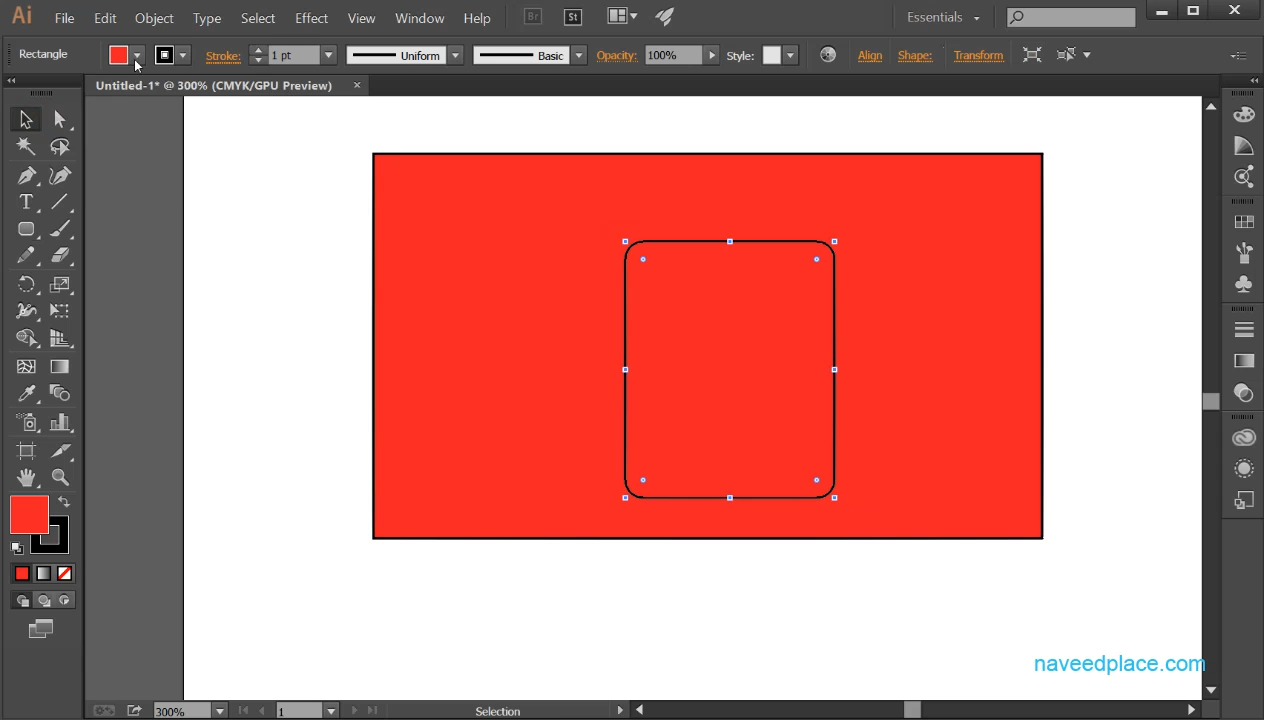 Ai File Edit Object Type Select Effect View Window Help Br St Essentials
Rectangle Stroke: 1 pt Uniform Basic Opacity: 100% Style: Align Shape: Transform
Untitled-1* @ 300% (CMYK/GPU Preview) ×
T
naveedplace.com
300% 1 Selection